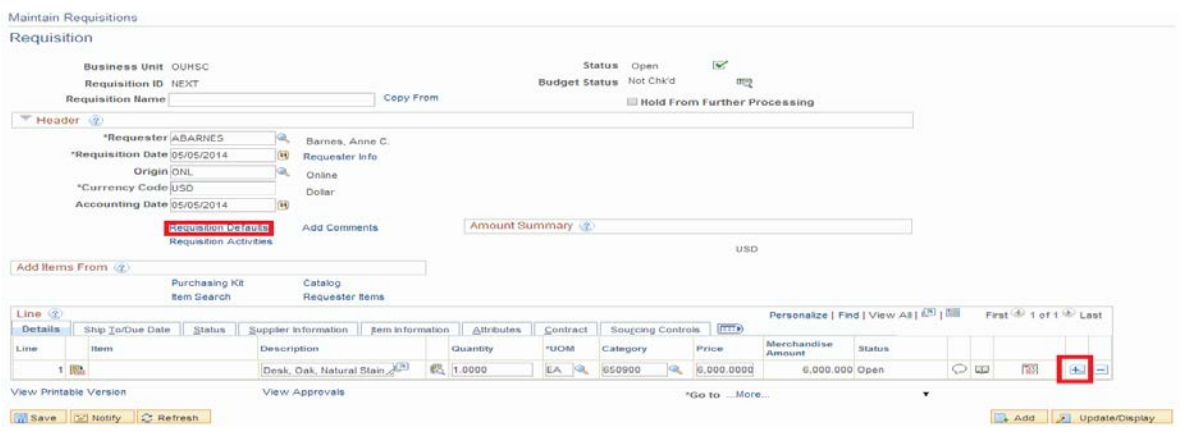 Maintain Requisitions
Requisition
Business Unit OUHSC Status Open
Requisition ID NEXT Budget Status Not Chk'd
Requisition Name Copy From Hold From Further Processing
Header
*Requester ABARNES Barnes, Anne C.
*Requisition Date 05/05/2014 Requester Info
Origin ONL Online
*Currency Code USD Dollar
Accounting Date 05/05/2014
Requisition Defaults Add Comments Amount Summary
Requisition Activities USD
Add Items From
Purchasing Kit Catalog
Item Search Requester Items
Line Personalize | Find | View All | First 1 of 1 Last
Details Ship To/Due Date Status Supplier Information Item Information Attributes Contract Sourcing Controls
Line Item Description Quantity *UOM Category Price Merchandise Amount Status
1 Desk, Oak, Natural Stain, 1.0000 EA 650900 6,000.0000 6,000.000 Open
View Printable Version View Approvals *Go to ...More...
Save Notify Refresh Add Update/Display